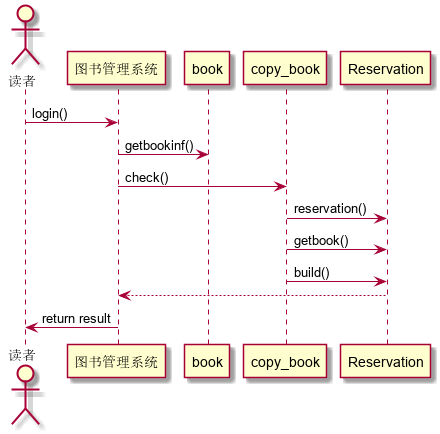 读者
图书管理系统
book
copy_book
Reservation
login()
getbookinf()
check()
reservation()
getbook()
build()
return result
读者
图书管理系统
book
copy_book
Reservation